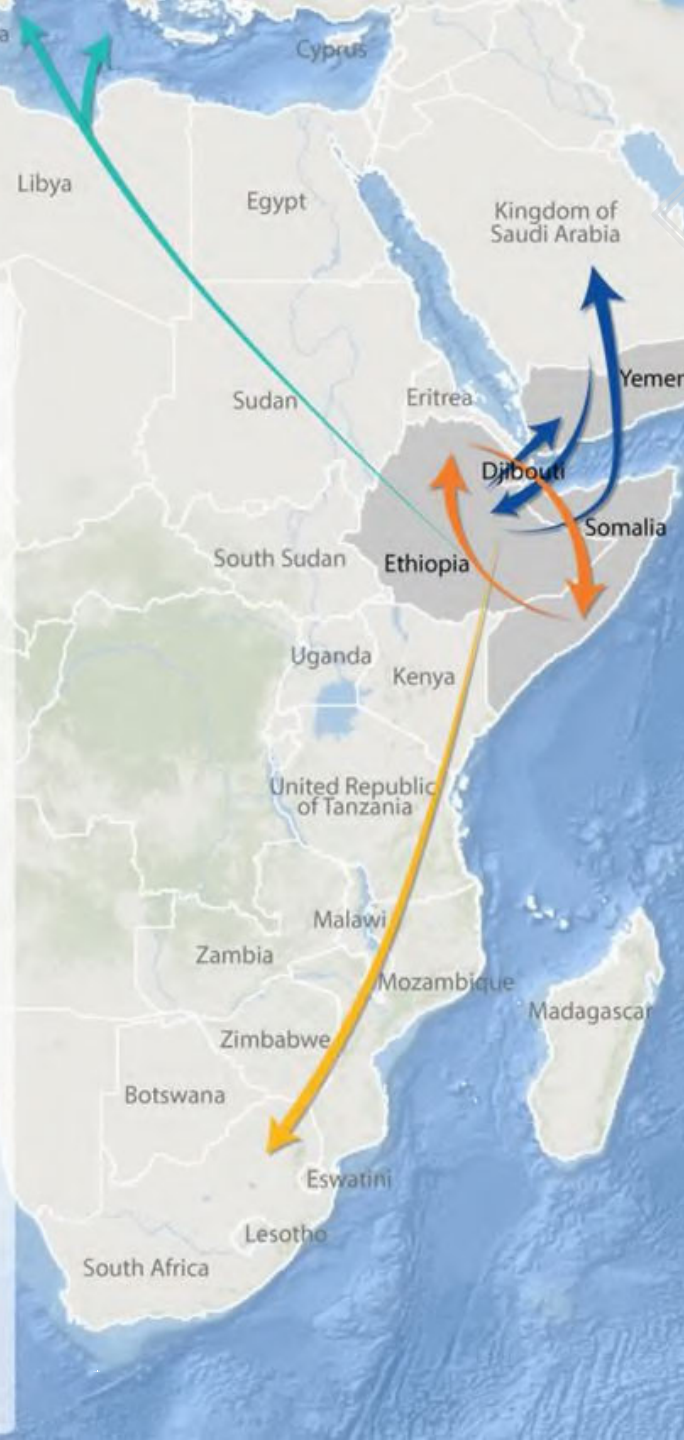 a
Cyprus
Libya
Egypt
Kingdom of
Saudi Arabia
Yemen
Sudan
Eritrea
Djibouti
Somalia
South Sudan
Ethiopia
Uganda
Kenya
United Republic
of Tanzania
Malawi
Zambia
Mozambique
Madagascar
Zimbabwe
Botswana
Eswatini
Lesotho
South Africa